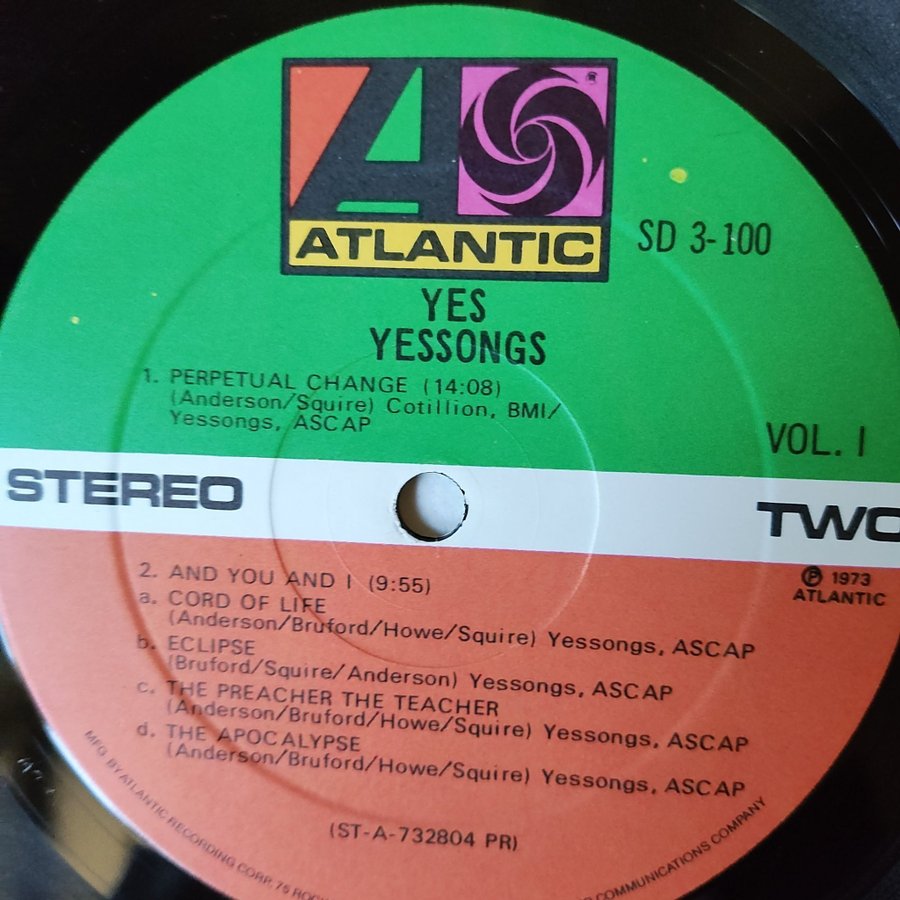 ATLANTIC
®
SD 3-100
YES
YESSONGS
1. PERPETUAL CHANGE (14:08)
(Anderson/Squire) Cotillion, BMI/
Yessongs, ASCAP
VOL. I
STEREO
TWO
℗ 1973
ATLANTIC
2. AND YOU AND I (9:55)
a. CORD OF LIFE
(Anderson/Bruford/Howe/Squire) Yessongs, ASCAP
b. ECLIPSE
(Bruford/Squire/Anderson) Yessongs, ASCAP
c. THE PREACHER THE TEACHER
(Anderson/Bruford/Howe/Squire) Yessongs, ASCAP
d. THE APOCALYPSE
(Anderson/Bruford/Howe/Squire) Yessongs, ASCAP
(ST-A-732804 PR)
MFG. BY ATLANTIC RECORDING CORP. 75 ROC
COMMUNICATIONS COMPANY